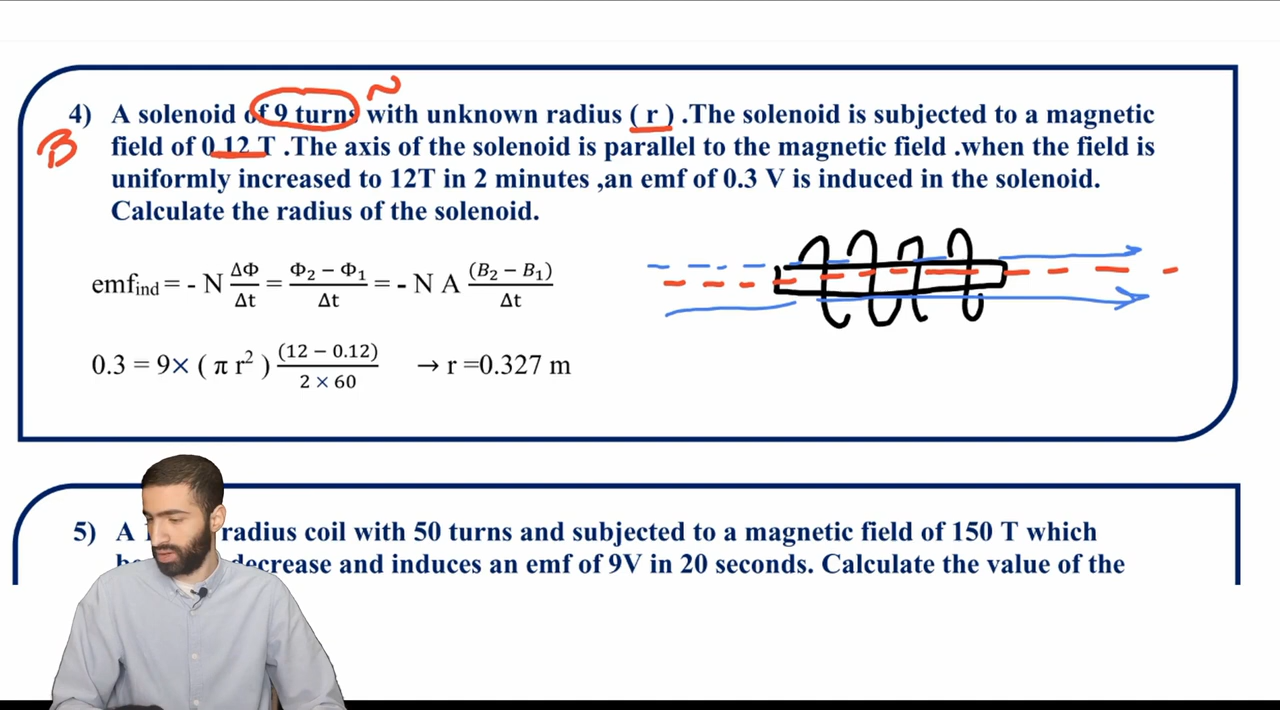 4) A solenoid of 9 turns with unknown radius ( r ) .The solenoid is subjected to a magnetic
N
B
field of 0.12 T .The axis of the solenoid is parallel to the magnetic field .when the field is
uniformly increased to 12T in 2 minutes ,an emf of 0.3 V is induced in the solenoid.
Calculate the radius of the solenoid.
emf_ind = - N ΔΦ/Δt = (Φ₂ − Φ₁)/Δt = - N A (B₂ − B₁)/Δt
0.3 = 9× ( π r² ) (12 − 0.12)/(2 × 60) → r =0.327 m
5) A radius coil with 50 turns and subjected to a magnetic field of 150 T which
decrease and induces an emf of 9V in 20 seconds. Calculate the value of the